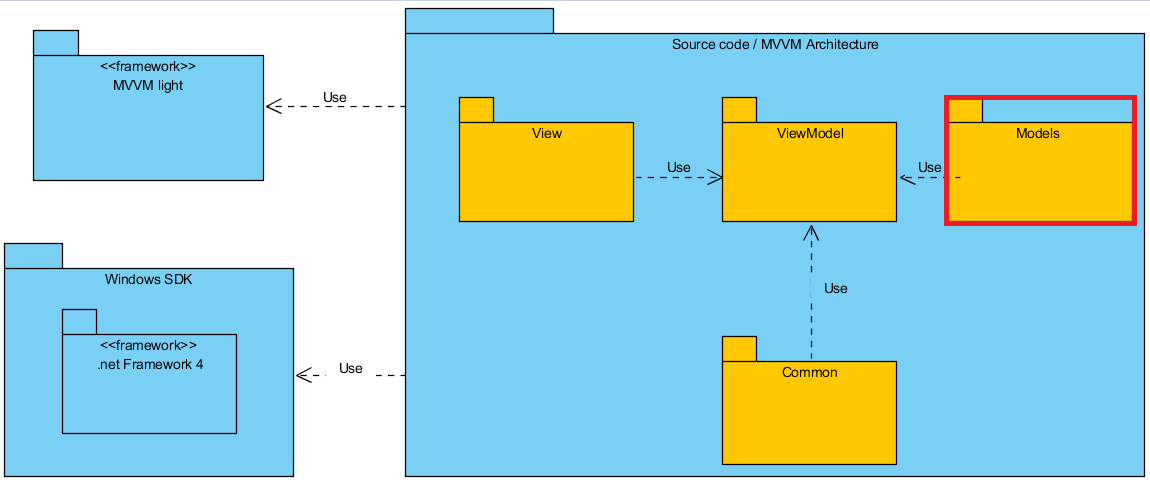 Source code / MVVM Architecture
<<framework>>
MVVM light
Use
View
Use
ViewModel
Use
Models
Use
Common
Windows SDK
<<framework>>
.net Framework 4
Use